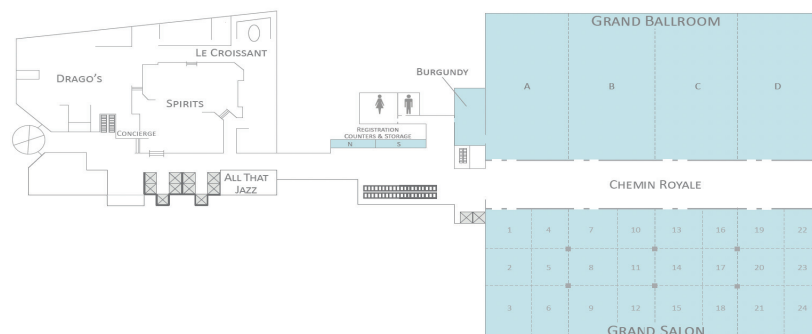 GRAND BALLROOM
LE CROISSANT
BURGUNDY
DRAGO'S
A
B
C
D
SPIRITS
CONCIERGE
REGISTRATION
COUNTERS & STORAGE
N
S
ALL THAT
JAZZ
CHEMIN ROYALE
1
4
7
10
13
16
19
22
2
5
8
11
14
17
20
23
3
6
9
12
15
18
21
24
GRAND SALON